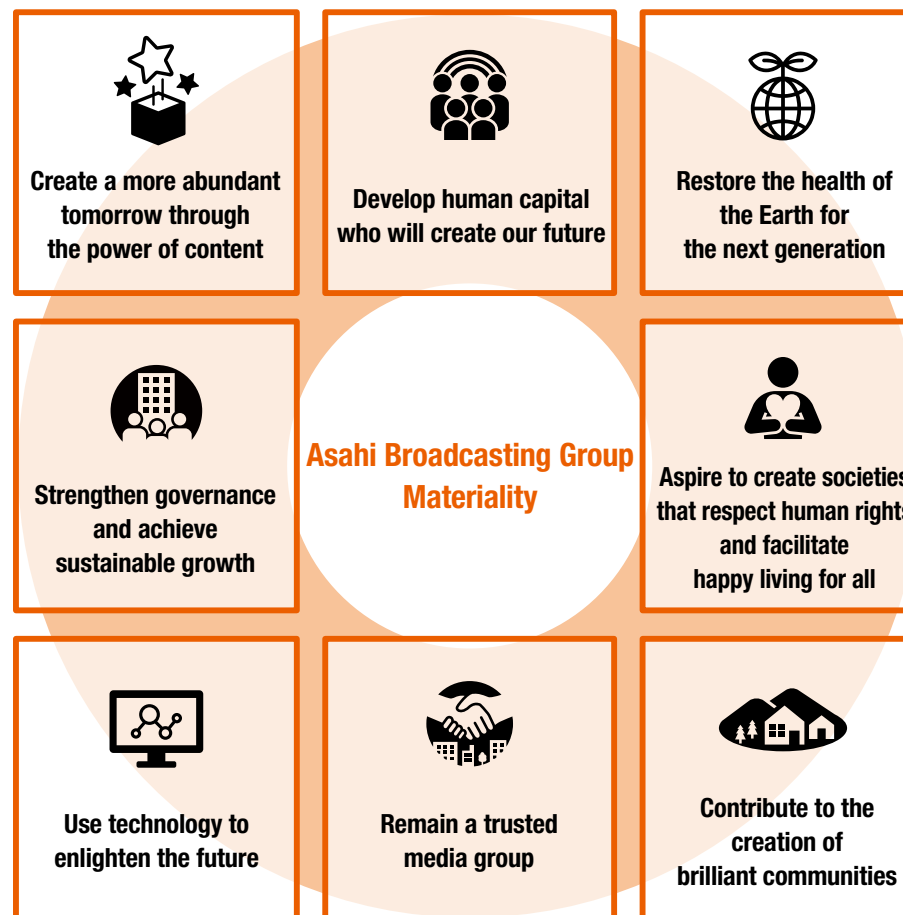 Create a more abundant
tomorrow through
the power of content
Develop human capital
who will create our future
Restore the health of
the Earth for
the next generation
Strengthen governance
and achieve
sustainable growth
Asahi Broadcasting Group
Materiality
Aspire to create societies
that respect human rights
and facilitate
happy living for all
Use technology to
enlighten the future
Remain a trusted
media group
Contribute to the
creation of
brilliant communities